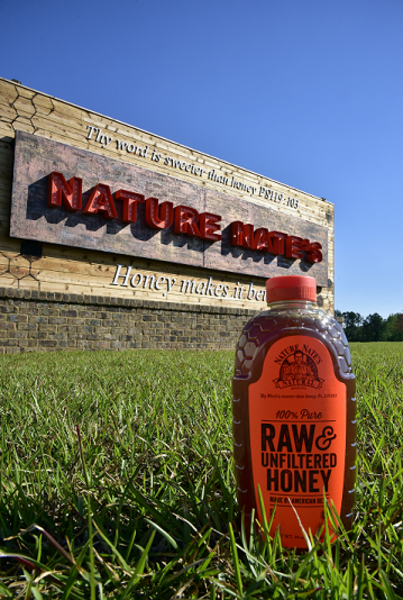 Thy word is sweeter than honey PS119:103
NATURE NATE'S
Honey makes it be
NATURE NATE'S
NATURAL
100% Pure
RAW &
UNFILTERED
HONEY